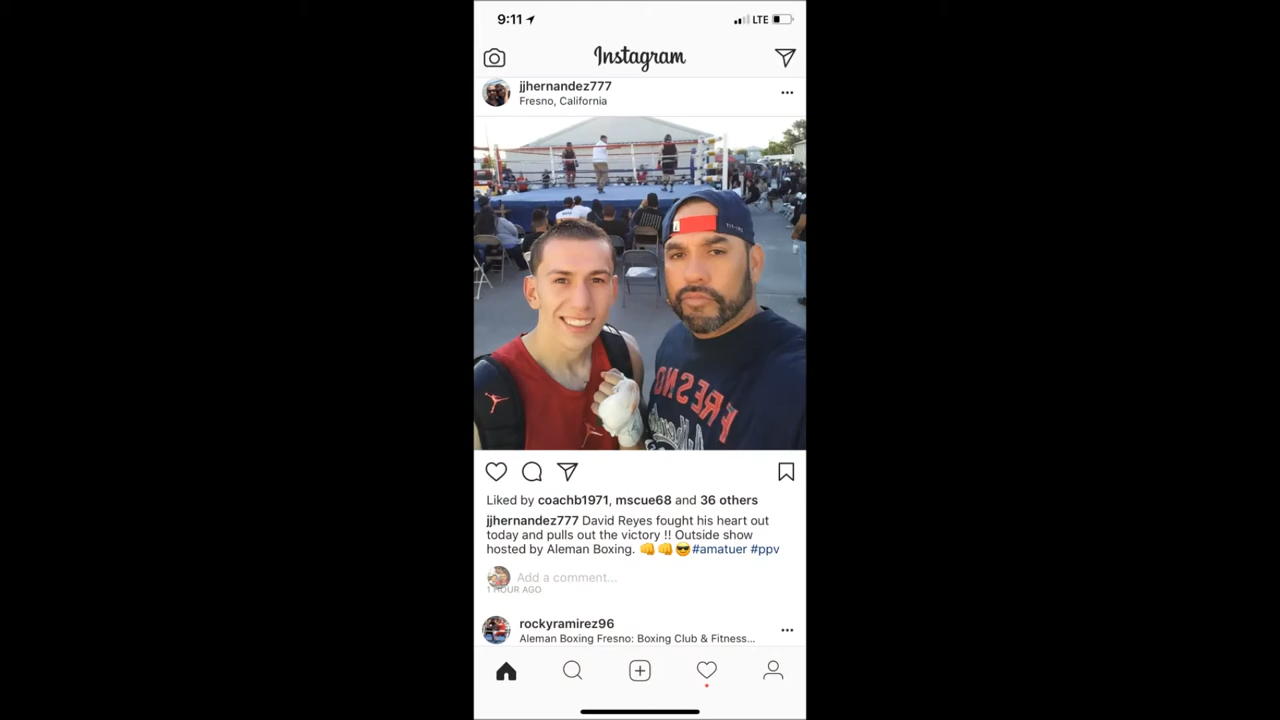 9:11
LTE
Instagram
jjhernandez777
Fresno, California
FRESNO
Liked by coachb1971, mscue68 and 36 others
jjhernandez777 David Reyes fought his heart out
today and pulls out the victory !! Outside show
hosted by Aleman Boxing. 👊👊😎#amatuer #ppv
Add a comment...
1 HOUR AGO
rockyramirez96
Aleman Boxing Fresno: Boxing Club & Fitness...